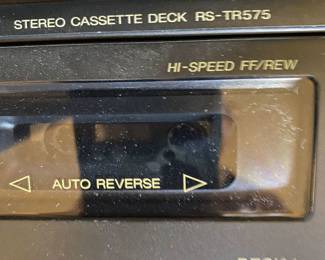 STEREO CASSETTE DECK RS-TR575
HI-SPEED FF/REW
◁ AUTO REVERSE ▷